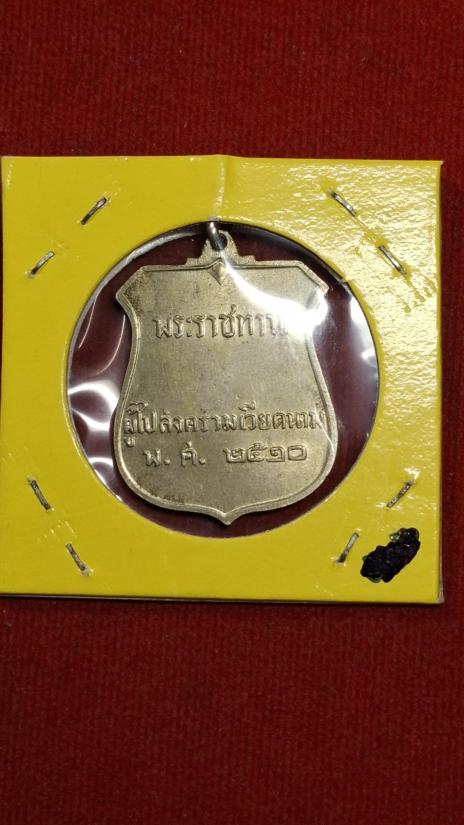 พระราชทาน
ผู้ไปสงครามเวียดนาม
พ.ศ. ๒๕๑๐